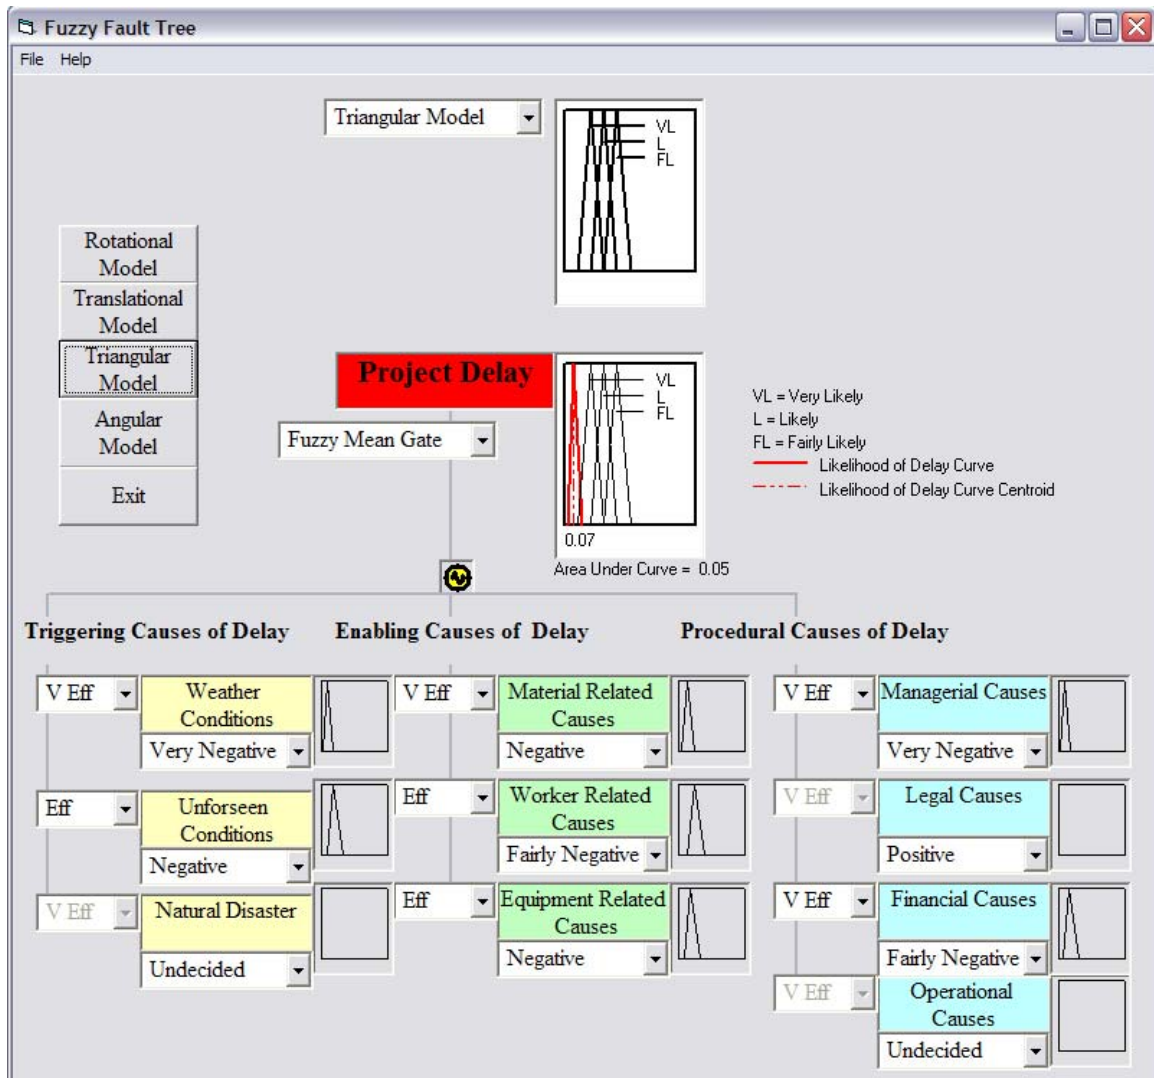 Fuzzy Fault Tree
File Help
Triangular Model
VL
L
FL
Rotational
Model
Translational
Model
Triangular
Model
Angular
Model
Exit
Project Delay
Fuzzy Mean Gate
VL
L
FL
0.07
Area Under Curve = 0.05
VL = Very Likely
L = Likely
FL = Fairly Likely
Likelihood of Delay Curve
Likelihood of Delay Curve Centroid
Triggering Causes of Delay
Enabling Causes of Delay
Procedural Causes of Delay
V Eff
Weather
Conditions
Very Negative
Eff
Unforseen
Conditions
Negative
V Eff
Natural Disaster
Undecided
V Eff
Material Related
Causes
Negative
Eff
Worker Related
Causes
Fairly Negative
Eff
Equipment Related
Causes
Negative
V Eff
Managerial Causes
Very Negative
V Eff
Legal Causes
Positive
V Eff
Financial Causes
Fairly Negative
V Eff
Operational
Causes
Undecided